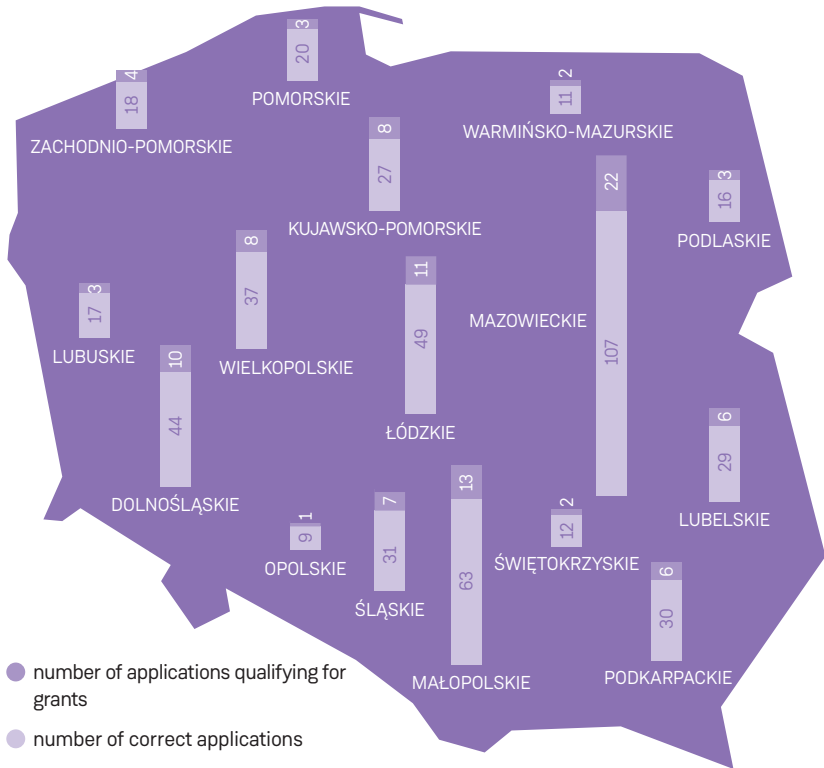 3
20
POMORSKIE
4
18
ZACHODNIO-POMORSKIE
2
11
WARMIŃSKO-MAZURSKIE
8
27
KUJAWSKO-POMORSKIE
22
107
MAZOWIECKIE
3
16
PODLASKIE
8
37
WIELKOPOLSKIE
11
49
ŁÓDZKIE
3
17
LUBUSKIE
10
44
DOLNOŚLĄSKIE
6
29
LUBELSKIE
1
9
OPOLSKIE
7
31
ŚLĄSKIE
13
63
MAŁOPOLSKIE
2
12
ŚWIĘTOKRZYSKIE
6
30
PODKARPACKIE
number of applications qualifying for
grants
number of correct applications